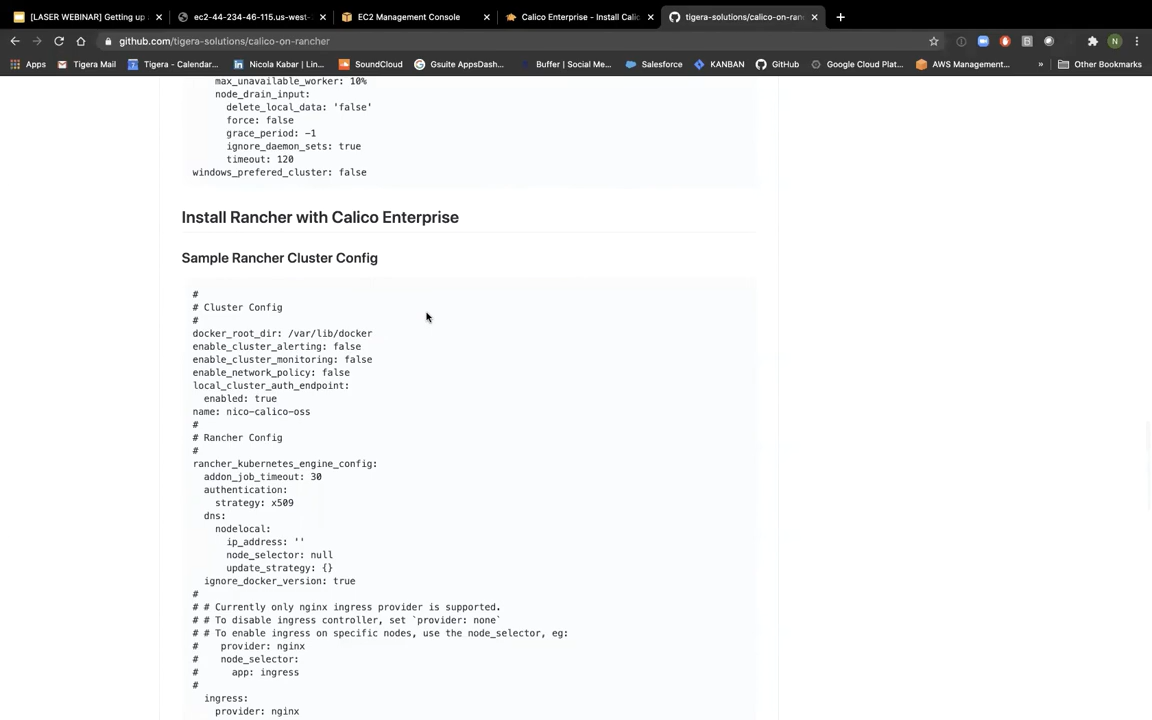 [LASER WEBINAR] Getting up
ec2-44-234-46-115.us-west-
EC2 Management Console
Calico Enterprise - Install Calic
tigera-solutions/calico-on-ranc
github.com/tigera-solutions/calico-on-rancher
Apps
Tigera Mail
Tigera - Calendar...
Nicola Kabar | Lin...
SoundCloud
Gsuite AppsDash...
Buffer | Social Me...
Salesforce
KANBAN
GitHub
Google Cloud Plat...
AWS Management...
»
Other Bookmarks
max_unavailable_worker: 10%
node_drain_input:
delete_local_data: 'false'
force: false
grace_period: -1
ignore_daemon_sets: true
timeout: 120
windows_prefered_cluster: false
Install Rancher with Calico Enterprise
Sample Rancher Cluster Config
#
# Cluster Config
#
docker_root_dir: /var/lib/docker
enable_cluster_alerting: false
enable_cluster_monitoring: false
enable_network_policy: false
local_cluster_auth_endpoint:
enabled: true
name: nico-calico-oss
#
# Rancher Config
#
rancher_kubernetes_engine_config:
addon_job_timeout: 30
authentication:
strategy: x509
dns:
nodelocal:
ip_address: ''
node_selector: null
update_strategy: {}
ignore_docker_version: true
#
# # Currently only nginx ingress provider is supported.
# # To disable ingress controller, set `provider: none`
# # To enable ingress on specific nodes, use the node_selector, eg:
# provider: nginx
# node_selector:
# app: ingress
#
ingress:
provider: nginx